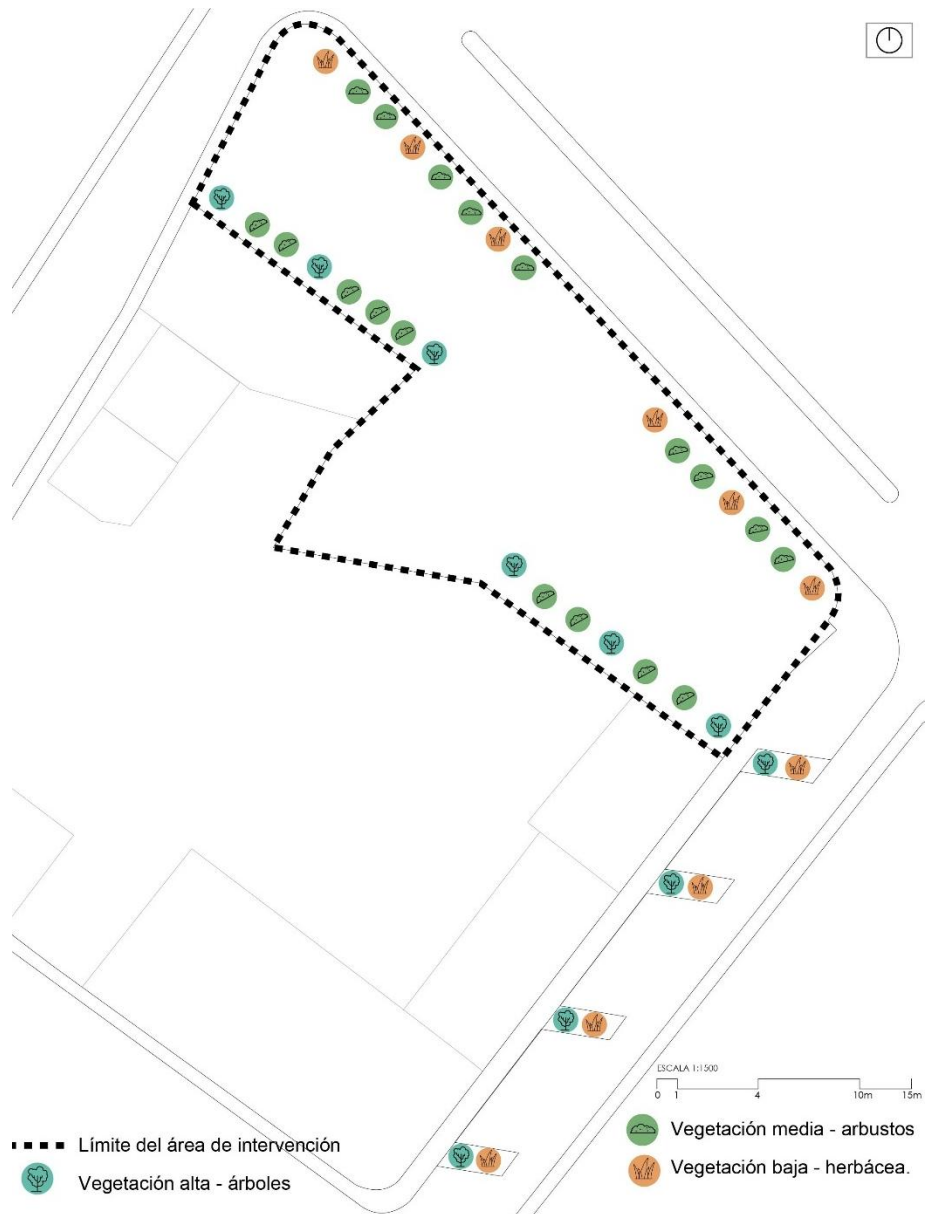 ESCALA 1:1500
0 1 4 10m 15m
Límite del área de intervención
Vegetación alta - árboles
Vegetación media - arbustos
Vegetación baja - herbácea.